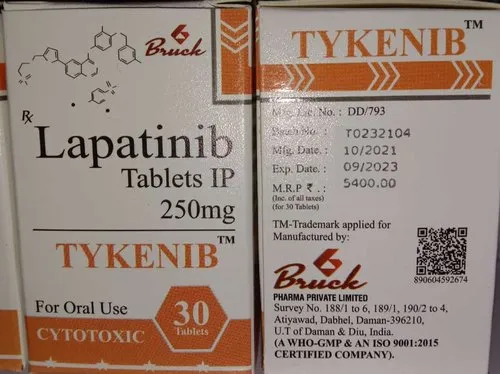 Bruck
Rx
Lapatinib
Tablets IP
250mg
TYKENIB™
For Oral Use
30
Tablets
CYTOTOXIC
TYKENIB™
Mfg. Lic. No. : DD/793
Batch No. : T0232104
Mfg. Date. : 10/2021
Exp. Date. : 09/2023
M.R.P ₹. : 5400.00
(Inc. of all taxes)
(for 30 Tablets)
TM-Trademark applied for
Manufactured by:
Bruck
PHARMA PRIVATE LIMITED
890604592674
Survey No. 188/1 to 6, 189/1, 190/2 to 4,
Atiyawad, Dabhel, Daman-396210,
U.T of Daman & Diu, India.
(A WHO-GMP & AN ISO 9001:2015
CERTIFIED COMPANY).